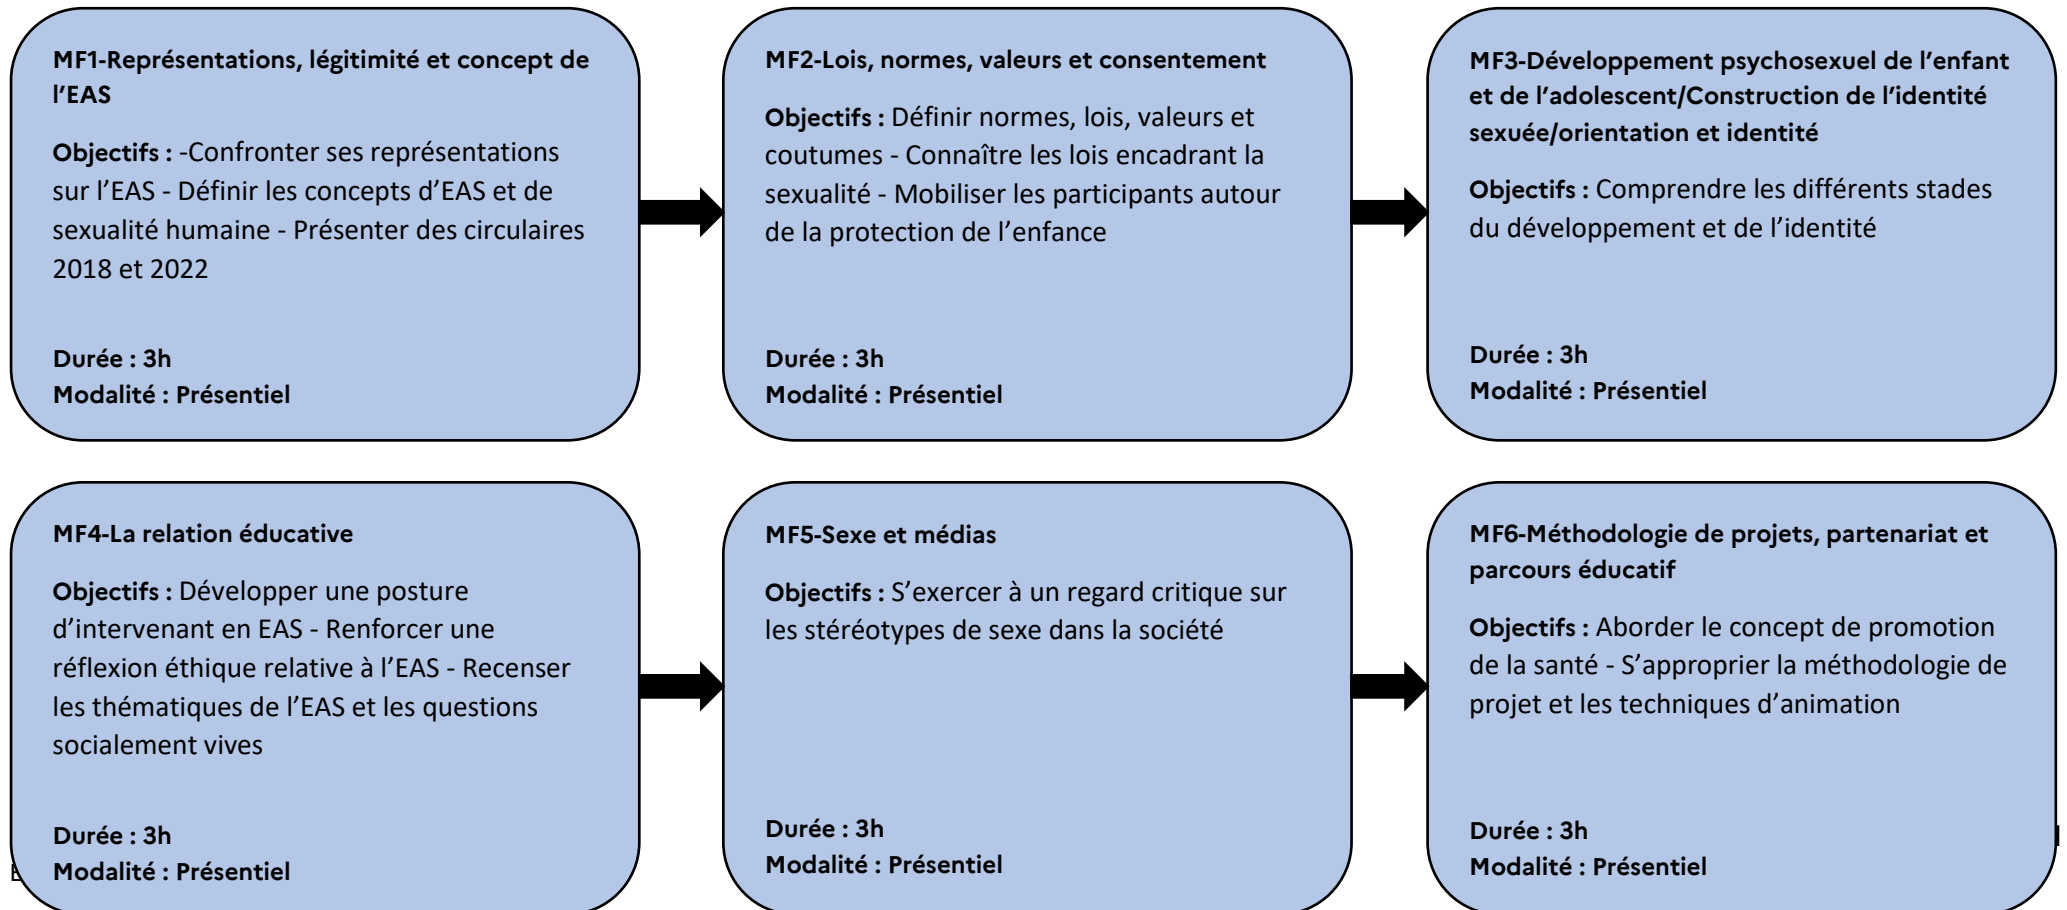 MF1-Représentations, légitimité et concept de
l’EAS
Objectifs : -Confronter ses représentations
sur l’EAS - Définir les concepts d’EAS et de
sexualité humaine - Présenter des circulaires
2018 et 2022
Durée : 3h
Modalité : Présentiel
MF2-Lois, normes, valeurs et consentement
Objectifs : Définir normes, lois, valeurs et
coutumes - Connaître les lois encadrant la
sexualité - Mobiliser les participants autour
de la protection de l’enfance
Durée : 3h
Modalité : Présentiel
MF3-Développement psychosexuel de l’enfant
et de l’adolescent/Construction de l’identité
sexuée/orientation et identité
Objectifs : Comprendre les différents stades
du développement et de l’identité
Durée : 3h
Modalité : Présentiel
MF4-La relation éducative
Objectifs : Développer une posture
d’intervenant en EAS - Renforcer une
réflexion éthique relative à l’EAS - Recenser
les thématiques de l’EAS et les questions
socialement vives
Durée : 3h
Modalité : Présentiel
MF5-Sexe et médias
Objectifs : S’exercer à un regard critique sur
les stéréotypes de sexe dans la société
Durée : 3h
Modalité : Présentiel
MF6-Méthodologie de projets, partenariat et
parcours éducatif
Objectifs : Aborder le concept de promotion
de la santé - S’approprier la méthodologie de
projet et les techniques d’animation
Durée : 3h
Modalité : Présentiel